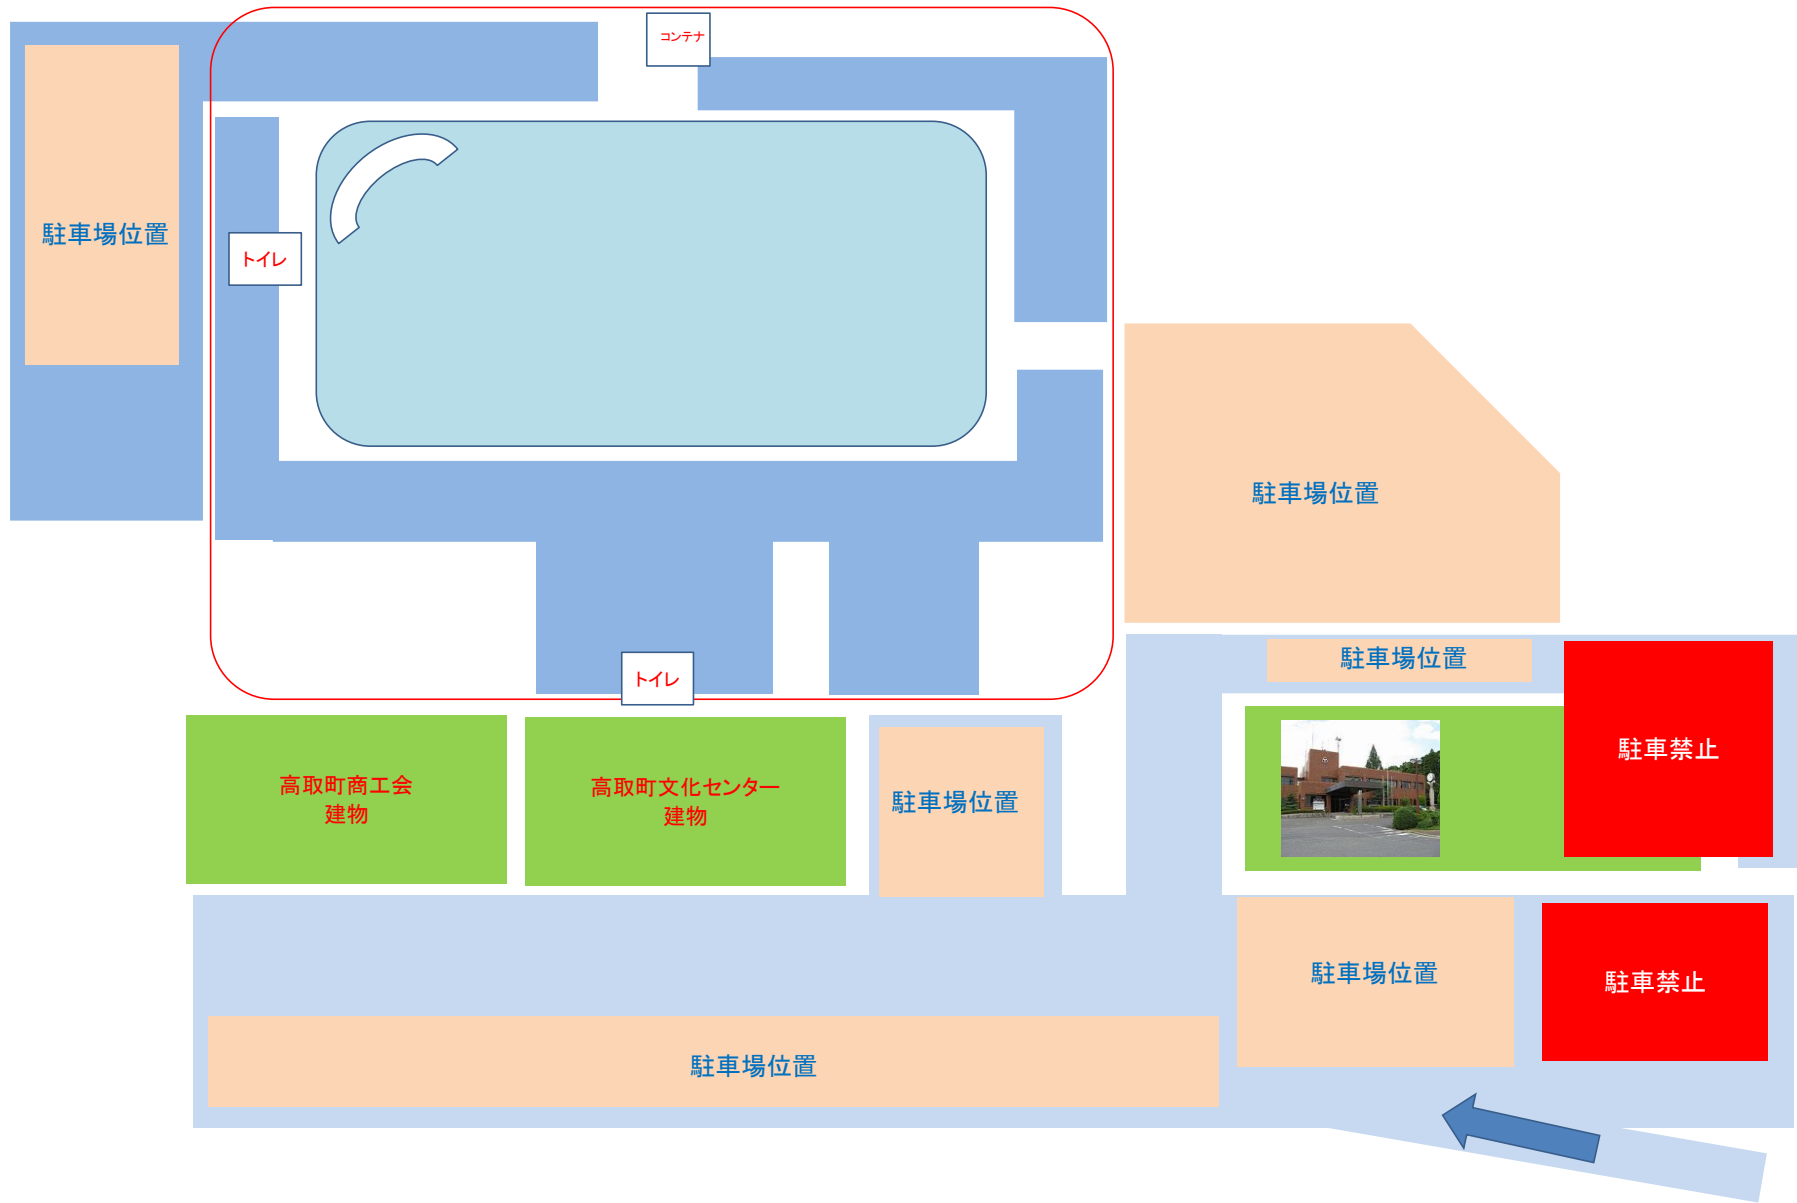 コンテナ
駐車場位置
トイレ
駐車場位置
トイレ
駐車場位置
駐車禁止
高取町商工会
建物
高取町文化センター
建物
駐車場位置
駐車場位置
駐車禁止
駐車場位置